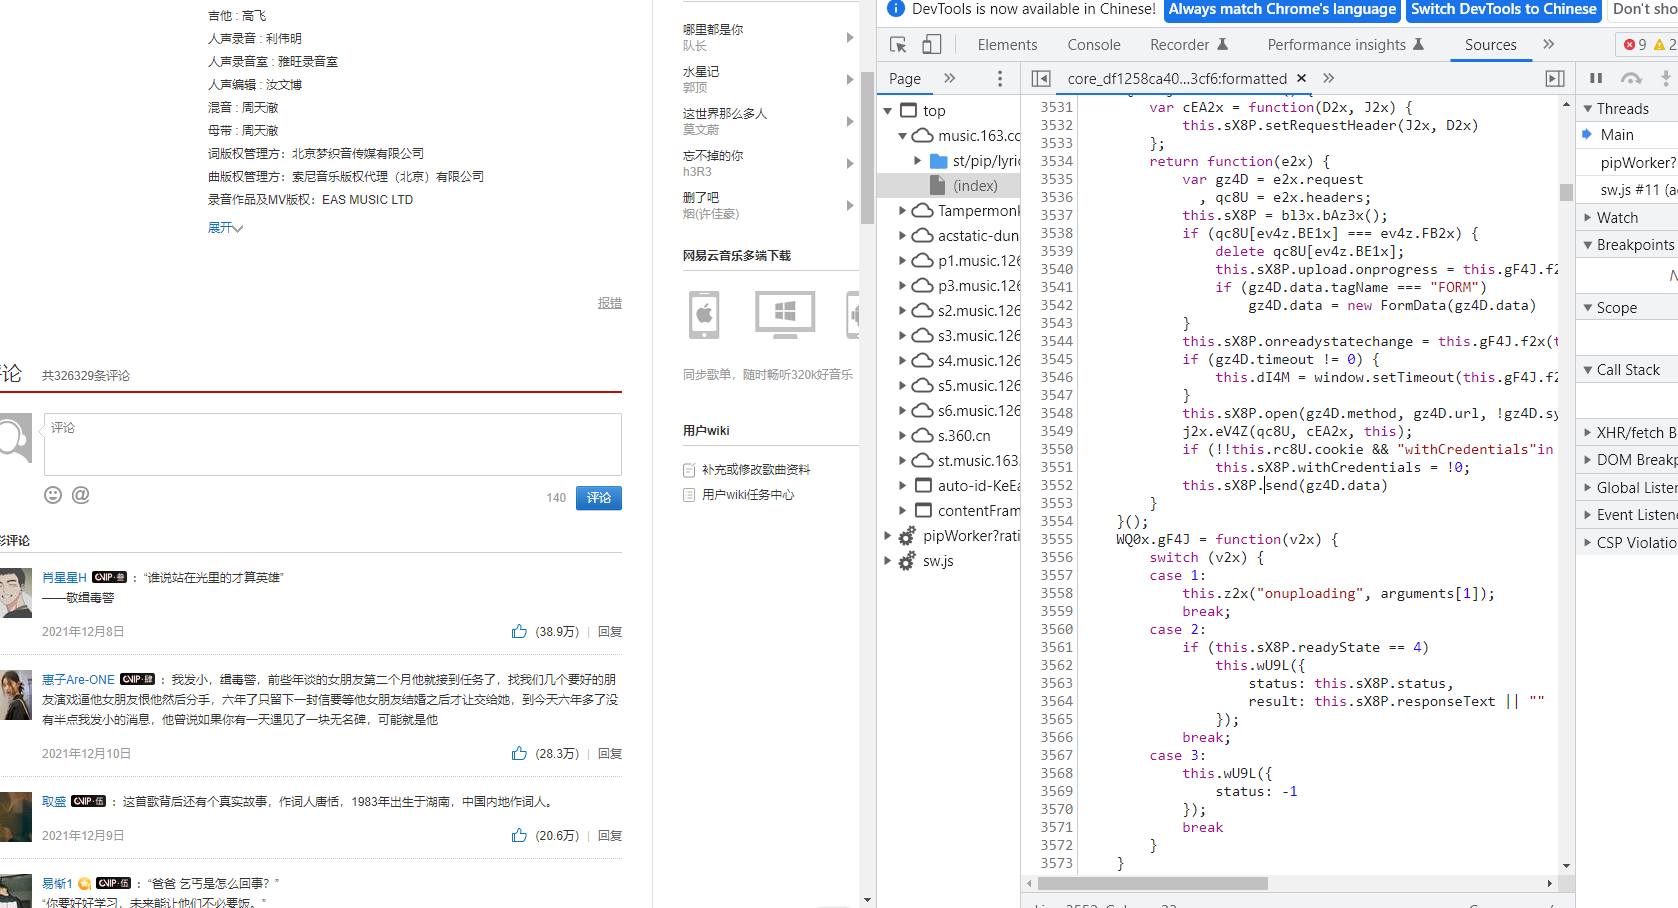 吉他 : 高飞
人声录音 : 利伟明
人声录音室 : 雅旺录音室
人声编辑 : 汝文博
混音 : 周天澈
母带 : 周天澈
词版权管理方：北京梦织音传媒有限公司
曲版权管理方：索尼音乐版权代理（北京）有限公司
录音作品及MV版权：EAS MUSIC LTD
展开
报错
评论 共326329条评论
评论
140 评论
彩评论
肖星星H CVIP·叁 ：“谁说站在光里的才算英雄”
——敬缉毒警
2021年12月8日 (38.9万) | 回复
惠子Are-ONE CVIP·肆 ：我发小，缉毒警，前些年谈的女朋友第二个月他就接到任务了，找我们几个要好的朋
友演戏逼他女朋友恨他然后分手，六年了只留下一封信要等他女朋友结婚之后才让交给她，到今天六年多了没
有半点我发小的消息，他曾说如果你有一天遇见了一块无名碑，可能就是他
2021年12月10日 (28.3万) | 回复
取盛 CVIP·伍 ：这首歌背后还有个真实故事，作词人唐恬，1983年出生于湖南，中国内地作词人。
2021年12月9日 (20.6万) | 回复
易惭1 CVIP·伍 ：“爸爸 乞丐是怎么回事？”
“你要好好学习，未来能让他们不必要饭。”
哪里都是你
队长
水星记
郭顶
这世界那么多人
莫文蔚
忘不掉的你
h3R3
删了吧
烟(许佳豪)
网易云音乐多端下载
同步歌单，随时畅听320k好音乐
用户wiki
补充或修改歌曲资料
用户wiki任务中心
DevTools is now available in Chinese! Always match Chrome's language Switch DevTools to Chinese Don't sho
Elements Console Recorder Performance insights Sources » 9 2
Page » core_df1258ca40...3cf6:formatted × »
top
music.163.cc
st/pip/lyric
(index)
Tampermonk
acstatic-dun
p1.music.126
p3.music.126
s2.music.126
s3.music.126
s4.music.126
s5.music.126
s6.music.126
s.360.cn
st.music.163.
auto-id-KeEa
contentFram
pipWorker?rati
sw.js
3531 var cEA2x = function(D2x, J2x) {
3532 this.sX8P.setRequestHeader(J2x, D2x)
3533 };
3534 return function(e2x) {
3535 var gz4D = e2x.request
3536 , qc8U = e2x.headers;
3537 this.sX8P = bl3x.bAz3x();
3538 if (qc8U[ev4z.BE1x] === ev4z.FB2x) {
3539 delete qc8U[ev4z.BE1x];
3540 this.sX8P.upload.onprogress = this.gF4J.f2x
3541 if (gz4D.data.tagName === "FORM")
3542 gz4D.data = new FormData(gz4D.data)
3543 }
3544 this.sX8P.onreadystatechange = this.gF4J.f2x(t
3545 if (gz4D.timeout != 0) {
3546 this.dI4M = window.setTimeout(this.gF4J.f2
3547 }
3548 this.sX8P.open(gz4D.method, gz4D.url, !gz4D.sy
3549 j2x.eV4Z(qc8U, cEA2x, this);
3550 if (!!this.rc8U.cookie && "withCredentials"in
3551 this.sX8P.withCredentials = !0;
3552 this.sX8P.send(gz4D.data)
3553 }
3554 }();
3555 WQ0x.gF4J = function(v2x) {
3556 switch (v2x) {
3557 case 1:
3558 this.z2x("onuploading", arguments[1]);
3559 break;
3560 case 2:
3561 if (this.sX8P.readyState == 4)
3562 this.wU9L({
3563 status: this.sX8P.status,
3564 result: this.sX8P.responseText || ""
3565 });
3566 break;
3567 case 3:
3568 this.wU9L({
3569 status: -1
3570 });
3571 break
3572 }
3573 }
Threads
Main
pipWorker?
sw.js #11 (a
Watch
Breakpoints
Scope
Call Stack
XHR/fetch B
DOM Breakp
Global Listen
Event Listene
CSP Violatio